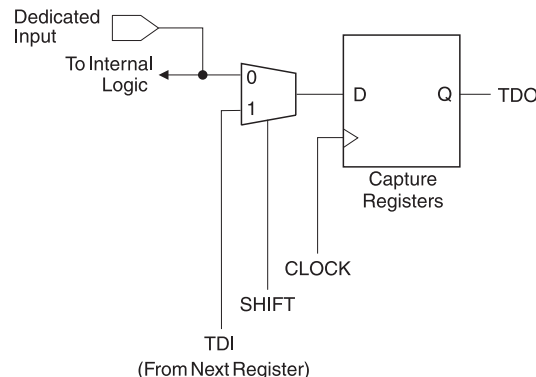 Dedicated
Input
To Internal
Logic
0
1
D
Q
TDO
Capture
Registers
CLOCK
SHIFT
TDI
(From Next Register)